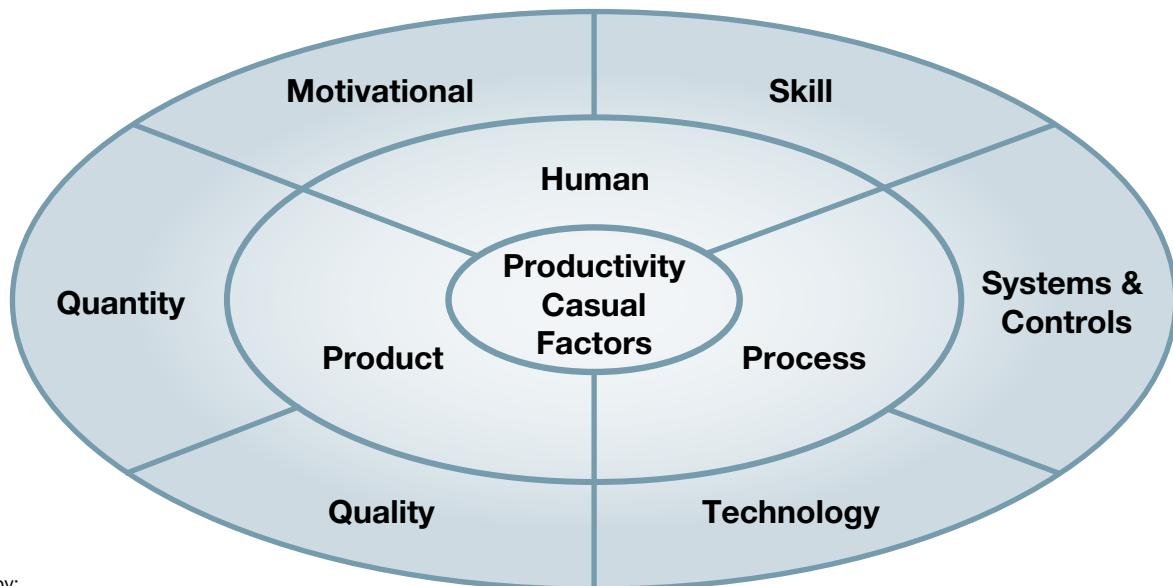 Motivational
Skill
Human
Productivity
Casual
Factors
Quantity
Systems &
Controls
Product
Process
Quality
Technology